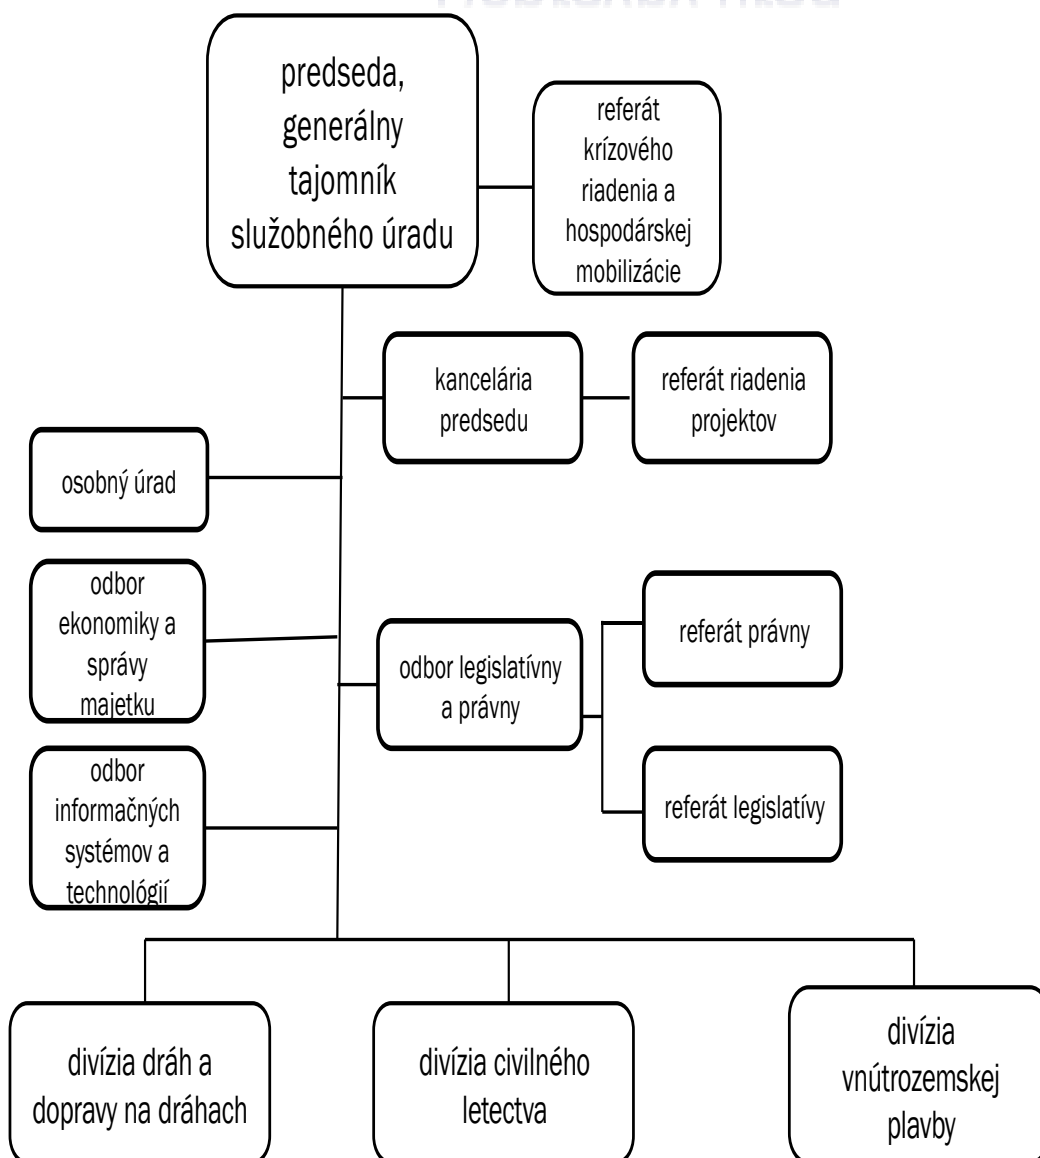 predseda,
generálny
tajomník
služobného úradu
referát
krízového
riadenia a
hospodárskej
mobilizácie
kancelária
predsedu
referát riadenia
projektov
osobný úrad
odbor
ekonomiky a
správy
majetku
odbor legislatívny
a právny
referát právny
referát legislatívy
odbor
informačných
systémov a
technológií
divízia dráh a
dopravy na dráhach
divízia civilného
letectva
divízia
vnútrozemskej
plavby